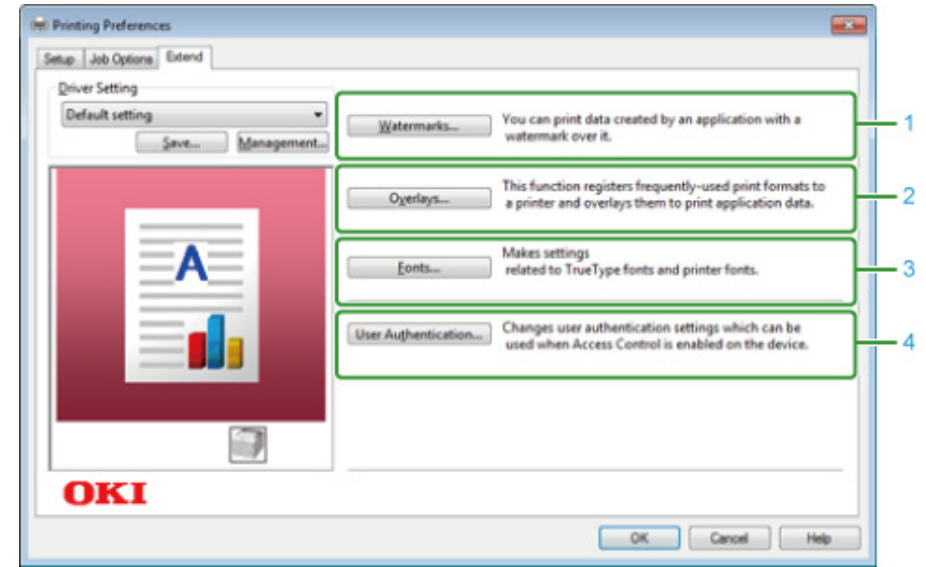 Printing Preferences
Setup Job Options Extend
Driver Setting
Default setting
Save... Management...
Watermarks... You can print data created by an application with a
watermark over it.
1
Overlays... This function registers frequently-used print formats to
a printer and overlays them to print application data.
2
Fonts... Makes settings
related to TrueType fonts and printer fonts.
3
User Authentication... Changes user authentication settings which can be
used when Access Control is enabled on the device.
4
A
OKI
OK Cancel Help